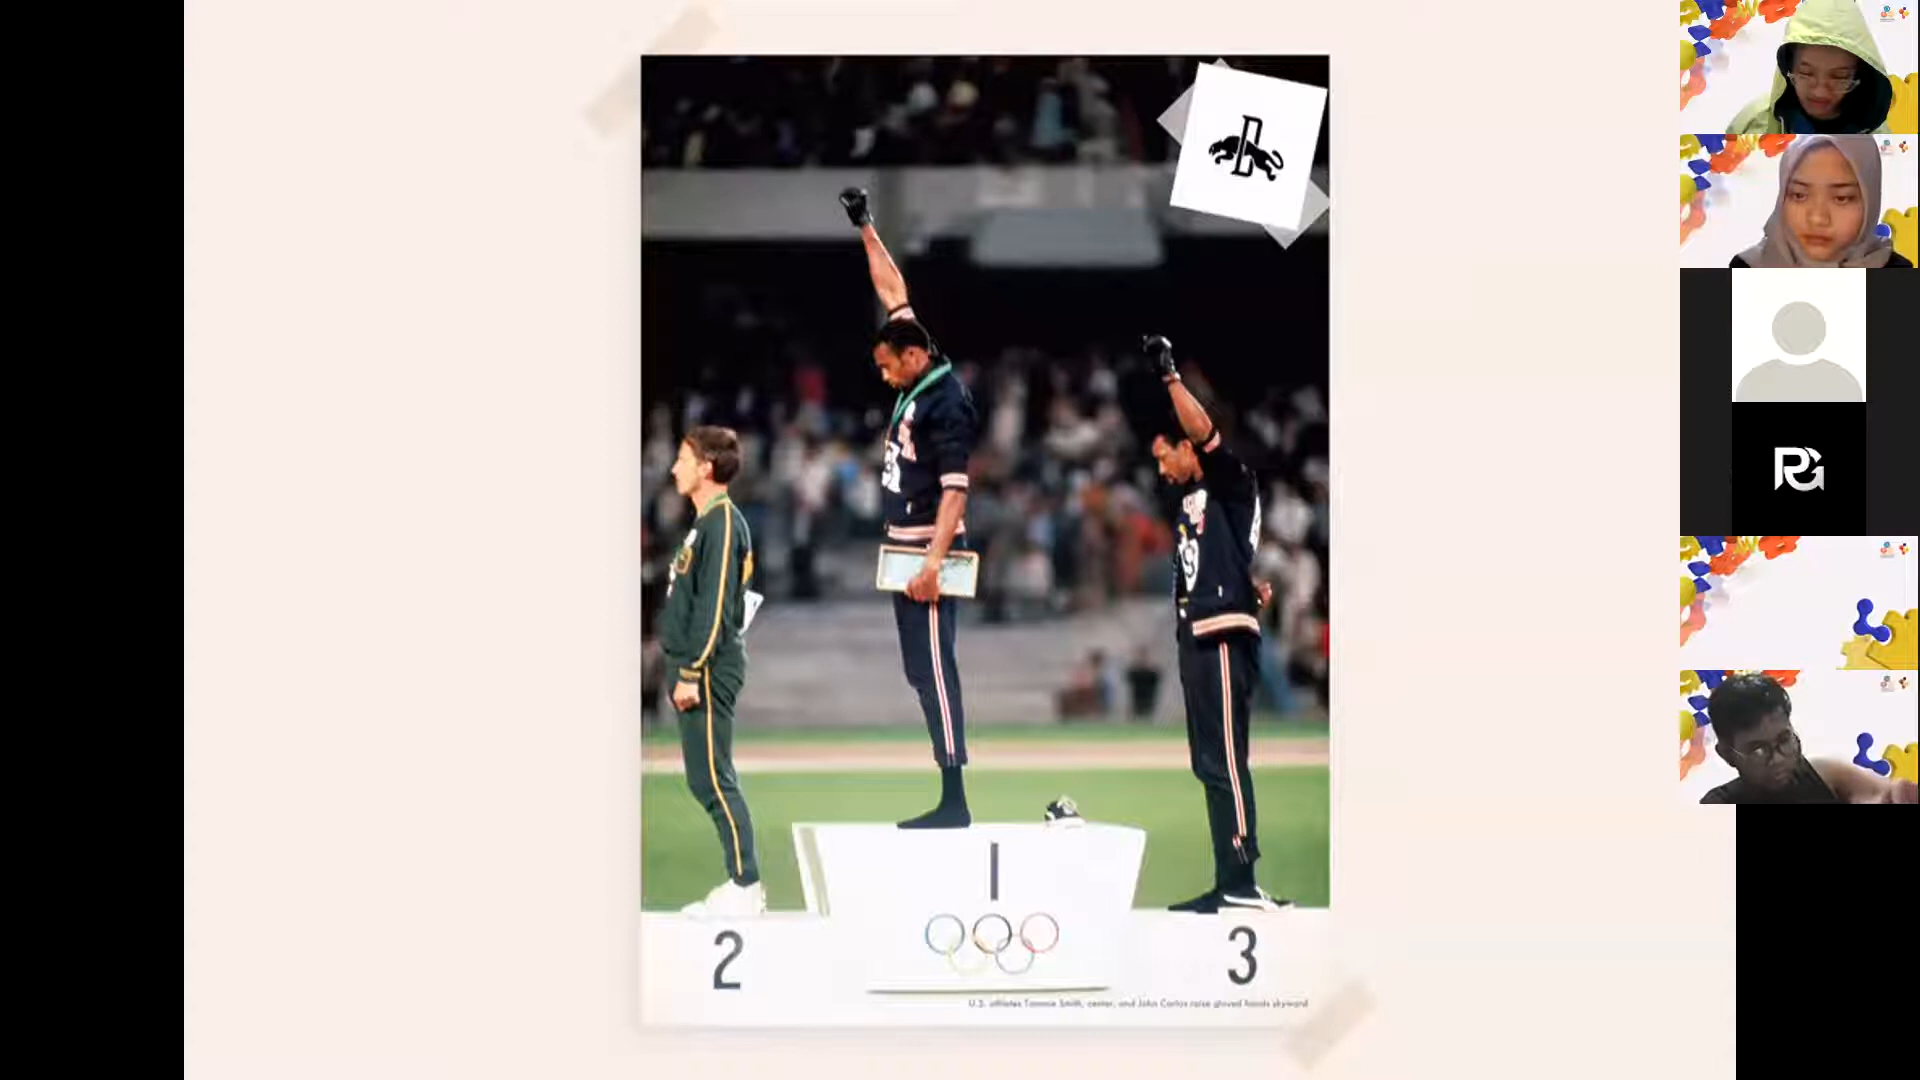 1
2
3
U.S. athletes Tommie Smith, center, and John Carlos raise gloved hands skyward